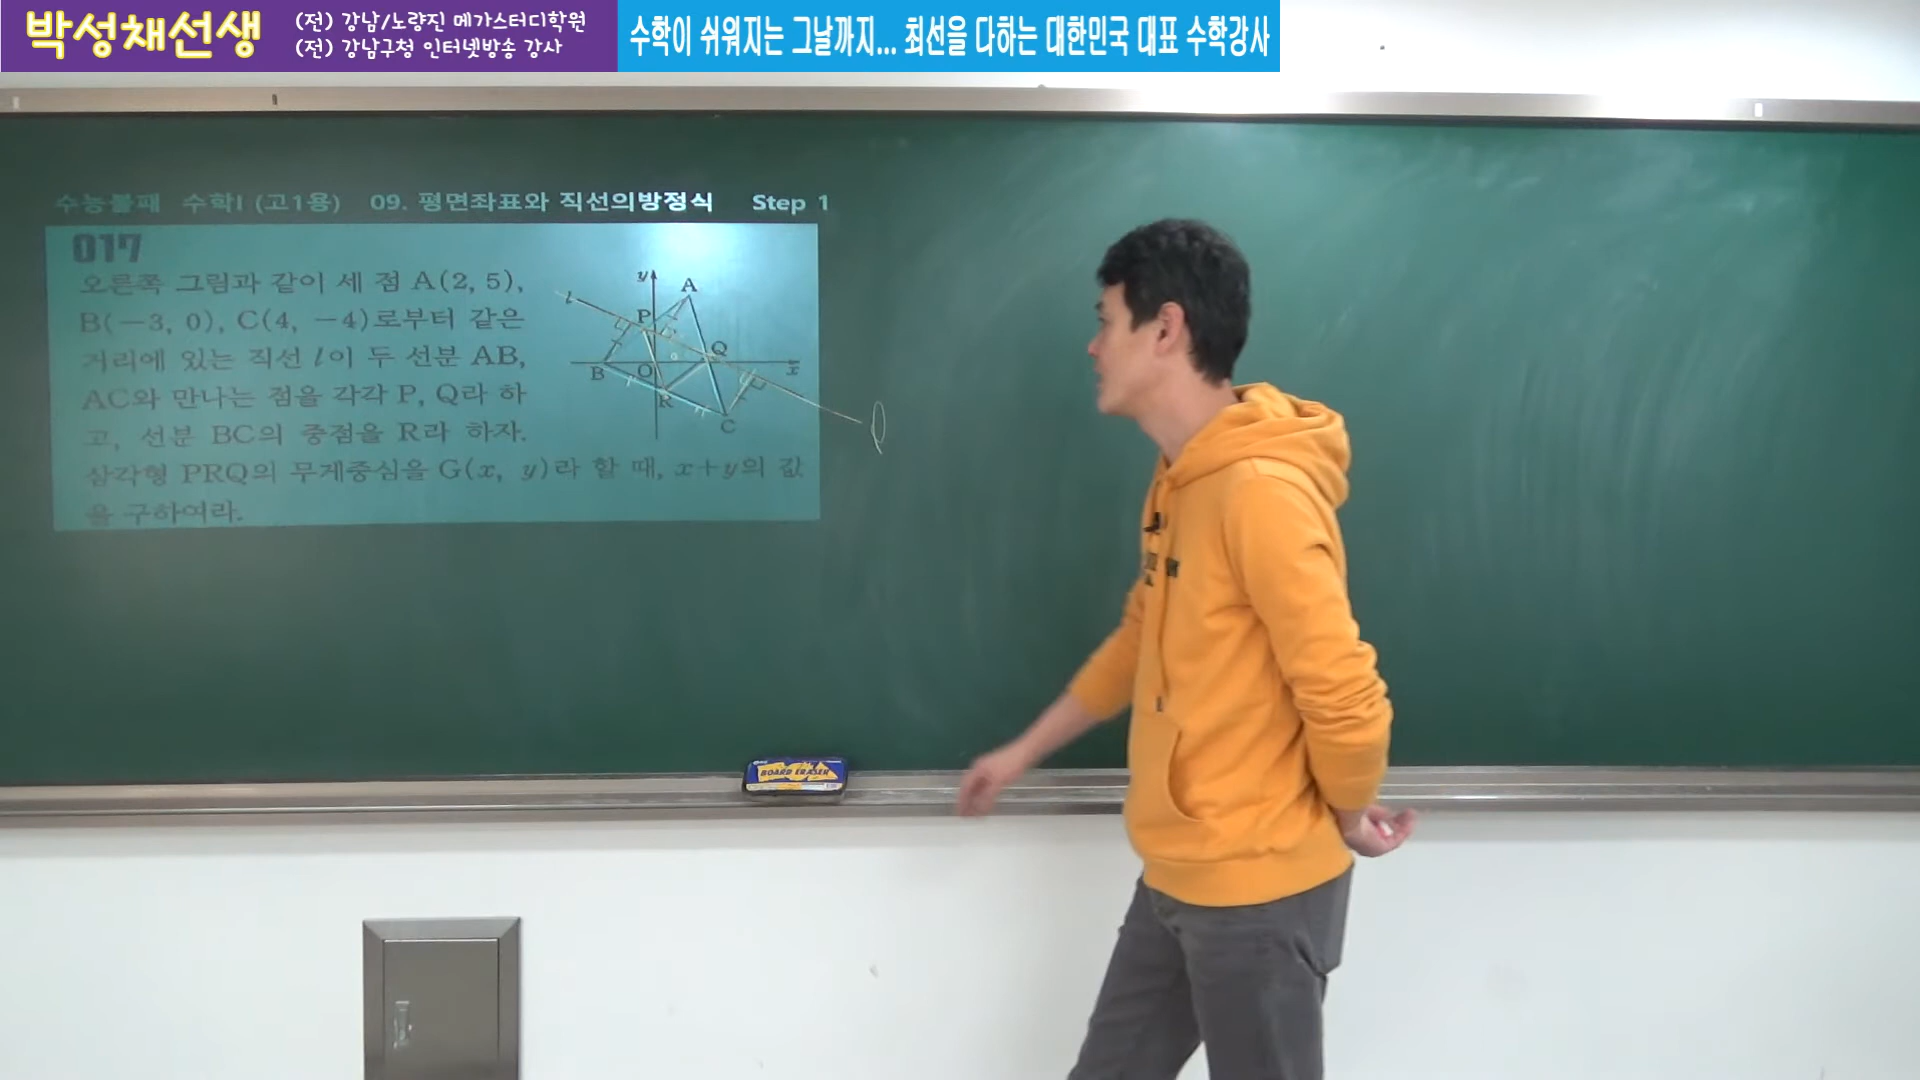 박성채선생
(전) 강남/노량진 메가스터디학원
(전) 강남구청 인터넷방송 강사
수학이 쉬워지는 그날까지... 최선을 다하는 대한민국 대표 수학강사
수능불패 수학I (고1용) 09. 평면좌표와 직선의방정식 Step 1
017
오른쪽 그림과 같이 세 점 A(2, 5),
B(−3, 0), C(4, −4)로부터 같은
거리에 있는 직선 l이 두 선분 AB,
AC와 만나는 점을 각각 P, Q라 하
고, 선분 BC의 중점을 R라 하자.
삼각형 PRQ의 무게중심을 G(x, y)라 할 때, x+y의 값
을 구하여라.
y
A
l
P
Q
B
O
x
R
C
BOARD ERASER